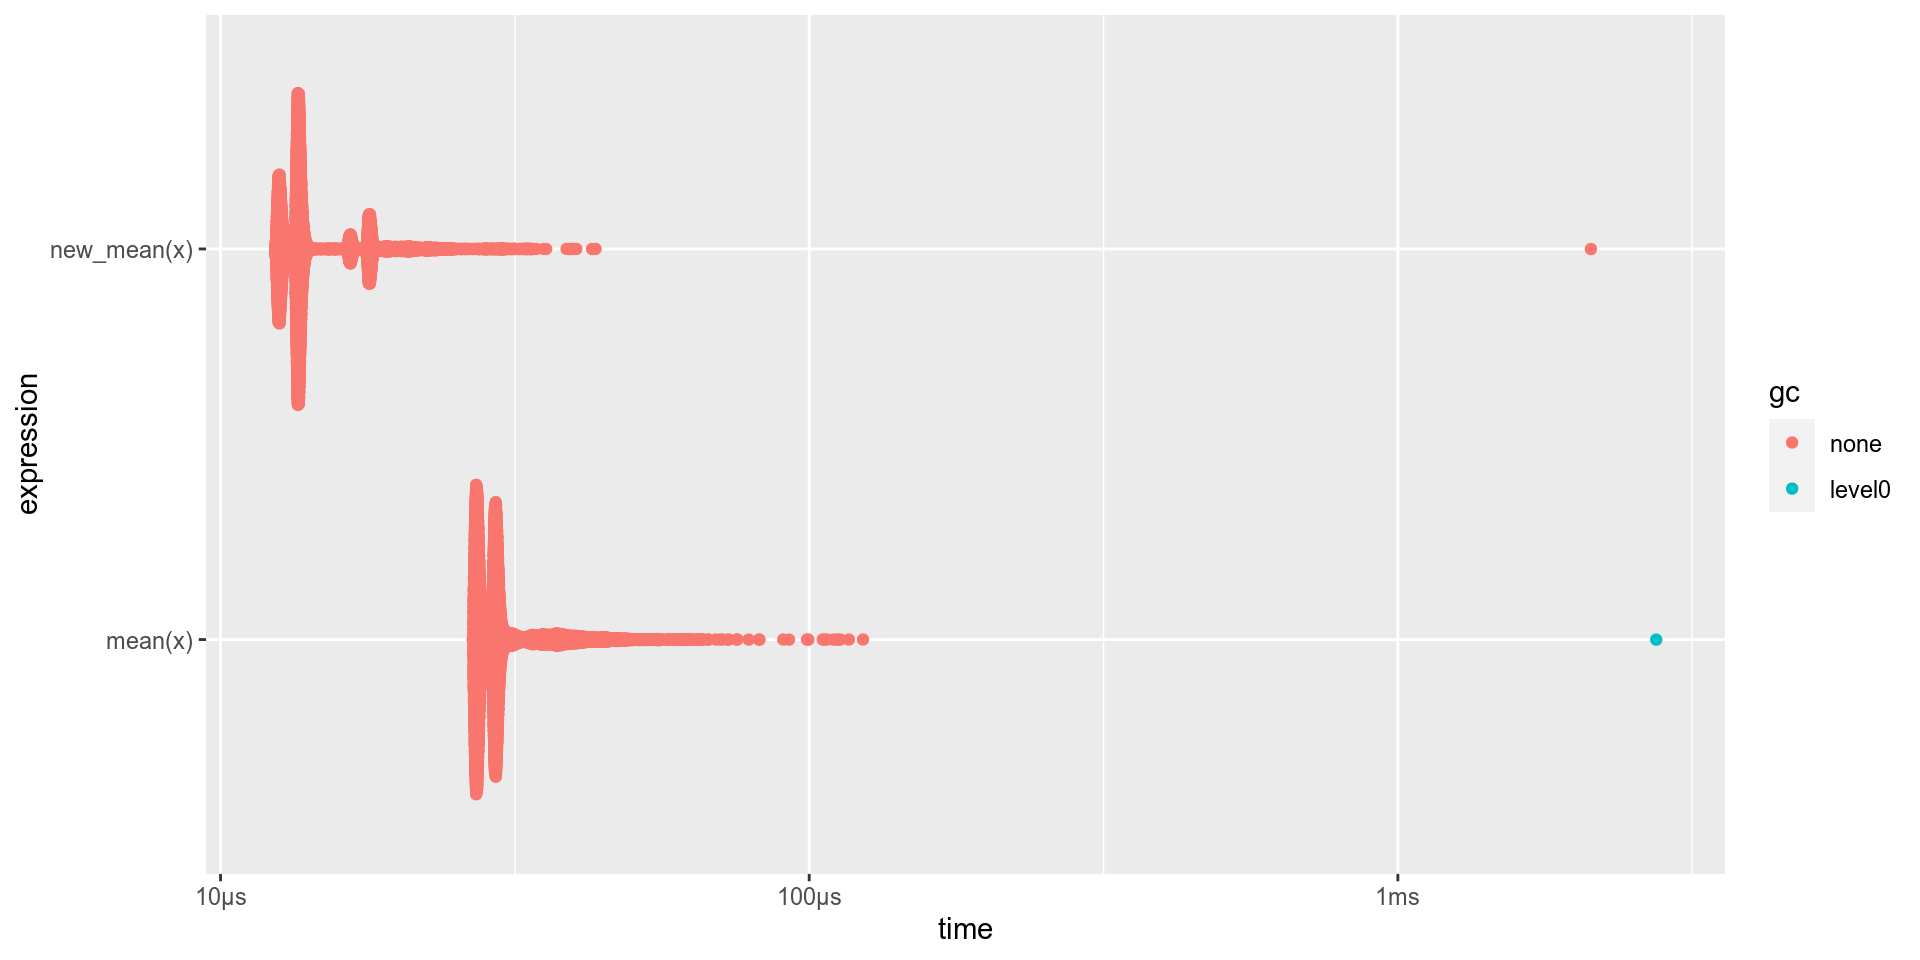 new_mean(x)
mean(x)
expression
10µs
100µs
1ms
time
gc
none
level0